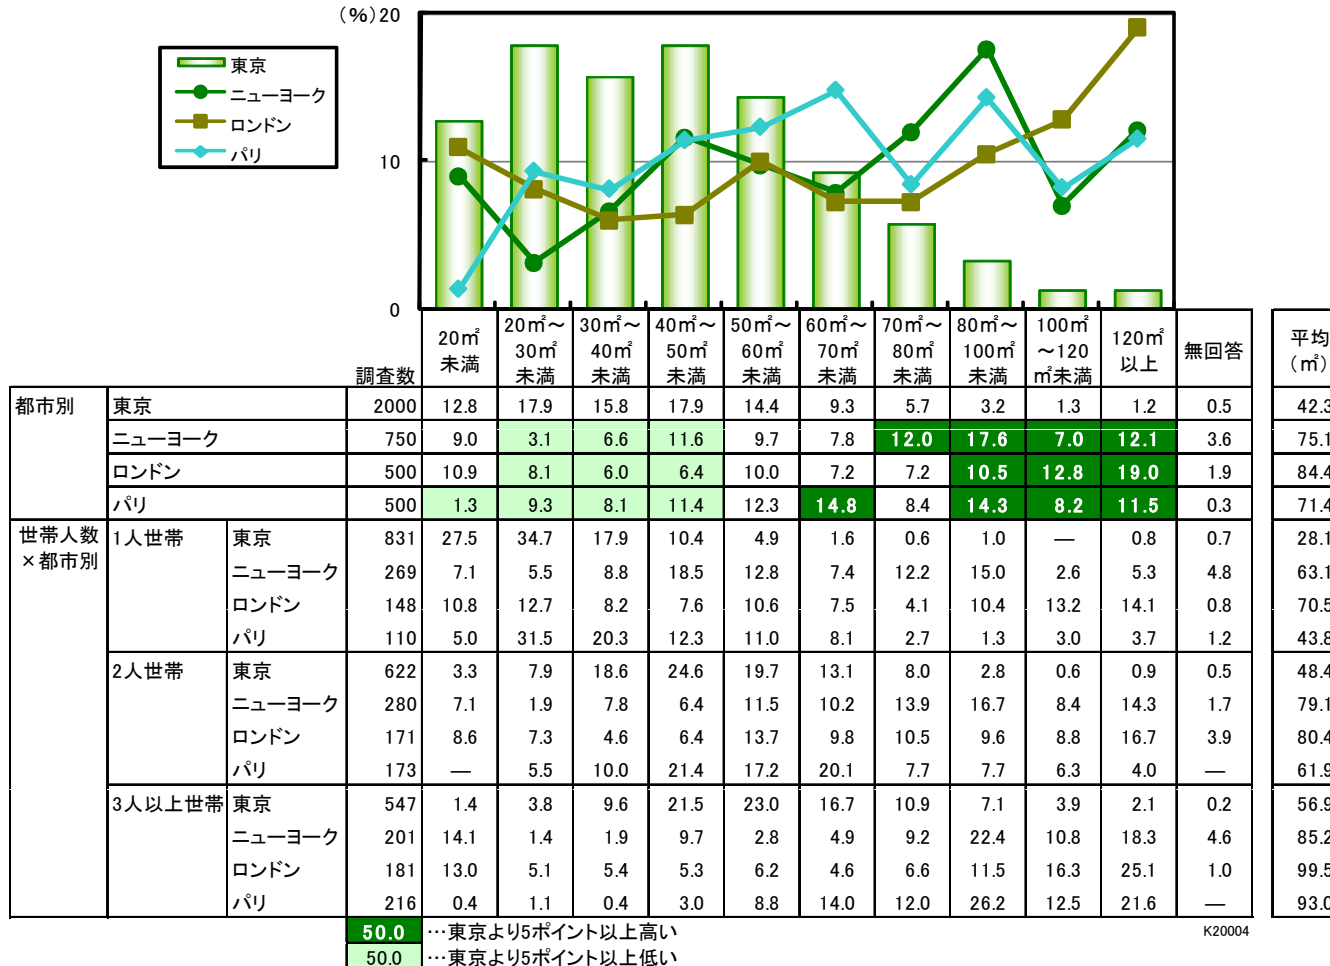 (%)20
10
0
東京
ニューヨーク
ロンドン
パリ
調査数 20㎡未満 20㎡～30㎡未満 30㎡～40㎡未満 40㎡～50㎡未満 50㎡～60㎡未満 60㎡～70㎡未満 70㎡～80㎡未満 80㎡～100㎡未満 100㎡～120㎡未満 120㎡以上 無回答 平均(㎡)
都市別 東京 2000 12.8 17.9 15.8 17.9 14.4 9.3 5.7 3.2 1.3 1.2 0.5 42.3
ニューヨーク 750 9.0 3.1 6.6 11.6 9.7 7.8 12.0 17.6 7.0 12.1 3.6 75.1
ロンドン 500 10.9 8.1 6.0 6.4 10.0 7.2 7.2 10.5 12.8 19.0 1.9 84.4
パリ 500 1.3 9.3 8.1 11.4 12.3 14.8 8.4 14.3 8.2 11.5 0.3 71.4
世帯人数×都市別 1人世帯 東京 831 27.5 34.7 17.9 10.4 4.9 1.6 0.6 1.0 — 0.8 0.7 28.1
ニューヨーク 269 7.1 5.5 8.8 18.5 12.8 7.4 12.2 15.0 2.6 5.3 4.8 63.1
ロンドン 148 10.8 12.7 8.2 7.6 10.6 7.5 4.1 10.4 13.2 14.1 0.8 70.5
パリ 110 5.0 31.5 20.3 12.3 11.0 8.1 2.7 1.3 3.0 3.7 1.2 43.8
2人世帯 東京 622 3.3 7.9 18.6 24.6 19.7 13.1 8.0 2.8 0.6 0.9 0.5 48.4
ニューヨーク 280 7.1 1.9 7.8 6.4 11.5 10.2 13.9 16.7 8.4 14.3 1.7 79.1
ロンドン 171 8.6 7.3 4.6 6.4 13.7 9.8 10.5 9.6 8.8 16.7 3.9 80.4
パリ 173 — 5.5 10.0 21.4 17.2 20.1 7.7 7.7 6.3 4.0 — 61.9
3人以上世帯 東京 547 1.4 3.8 9.6 21.5 23.0 16.7 10.9 7.1 3.9 2.1 0.2 56.9
ニューヨーク 201 14.1 1.4 1.9 9.7 2.8 4.9 9.2 22.4 10.8 18.3 4.6 85.2
ロンドン 181 13.0 5.1 5.4 5.3 6.2 4.6 6.6 11.5 16.3 25.1 1.0 99.5
パリ 216 0.4 1.1 0.4 3.0 8.8 14.0 12.0 26.2 12.5 21.6 — 93.0
50.0 …東京より5ポイント以上高い
K20004
50.0 …東京より5ポイント以上低い